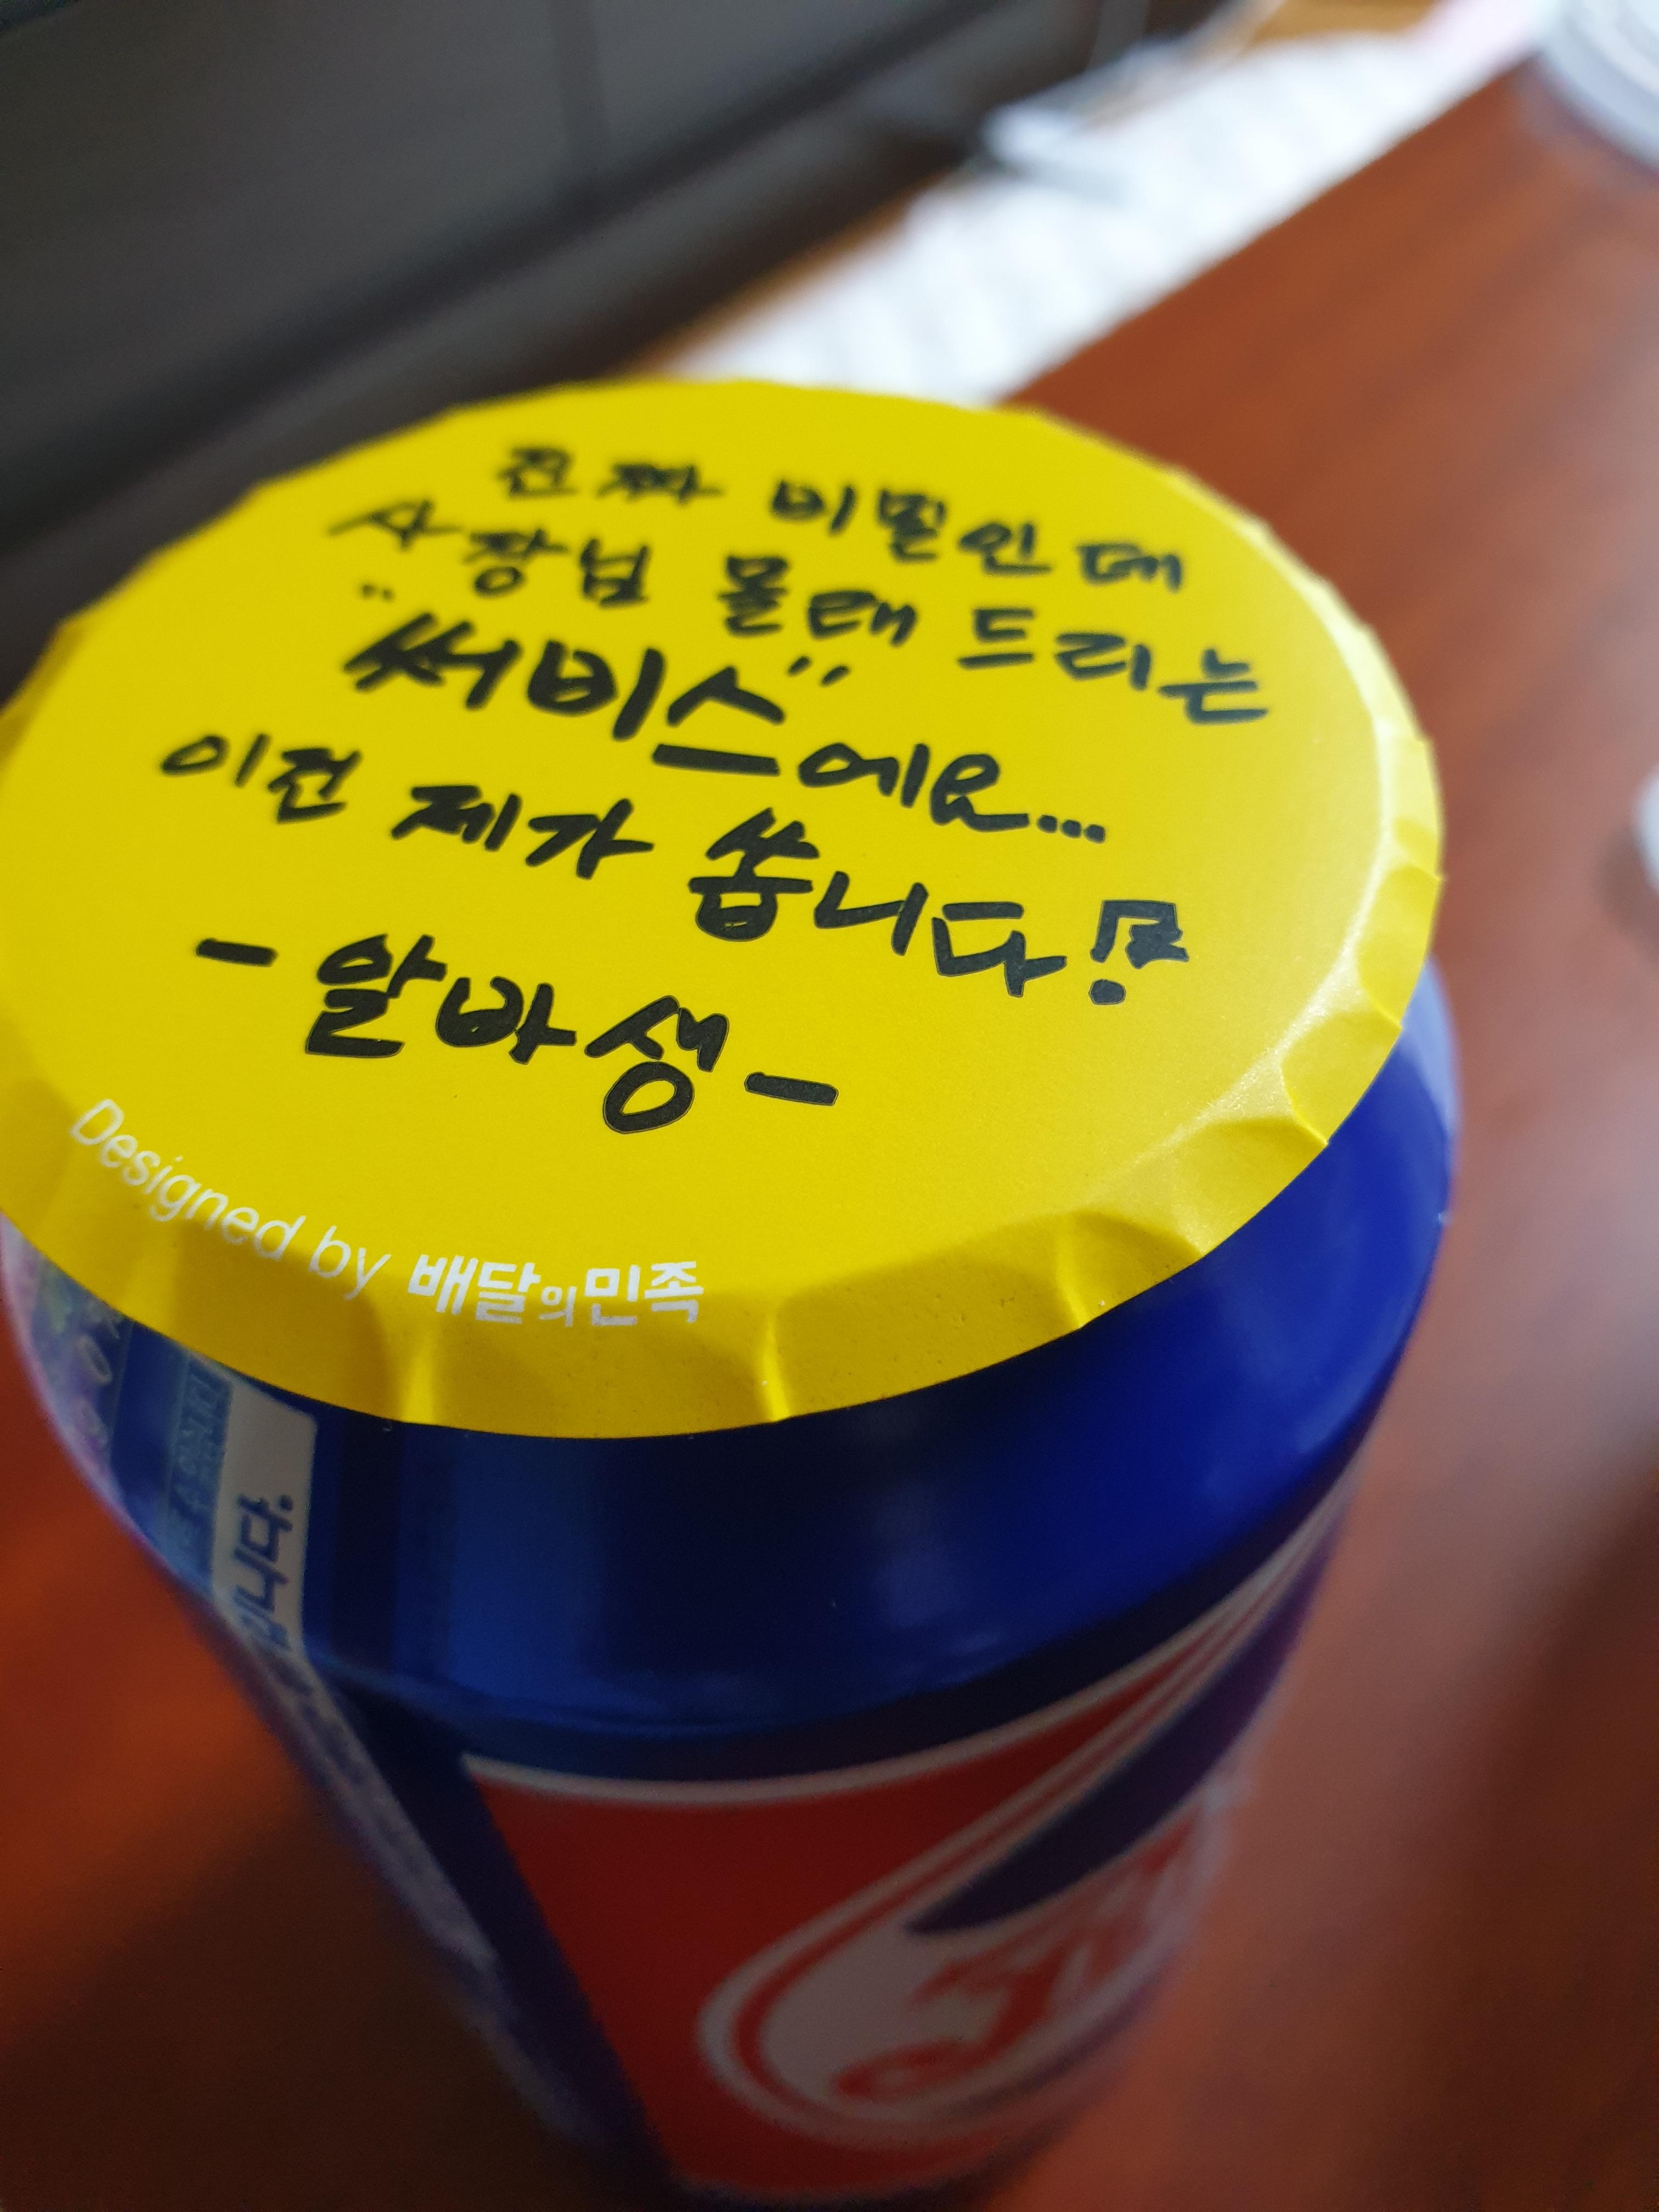 진짜 비밀인데
사장님 몰래 드리는
"써비스"에요...
이건 제가 쏩니다!
-알바생-
Designed by 배달의민족